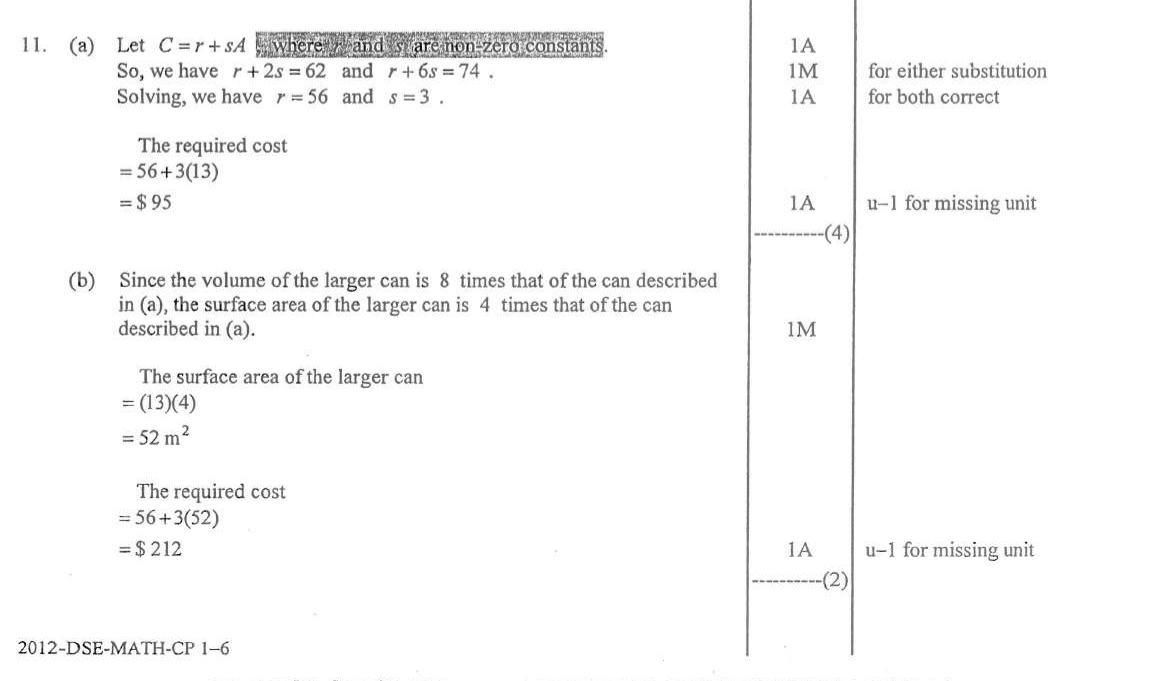 11. (a) Let C = r + sA , where r and s are non-zero constants. 1A
So, we have r + 2s = 62 and r + 6s = 74 . 1M for either substitution
Solving, we have r = 56 and s = 3 . 1A for both correct
The required cost
= 56 + 3(13)
= $ 95 1A u–1 for missing unit
----------(4)
(b) Since the volume of the larger can is 8 times that of the can described
in (a), the surface area of the larger can is 4 times that of the can
described in (a). 1M
The surface area of the larger can
= (13)(4)
= 52 m²
The required cost
= 56 + 3(52)
= $ 212 1A u–1 for missing unit
----------(2)
2012-DSE-MATH-CP 1–6